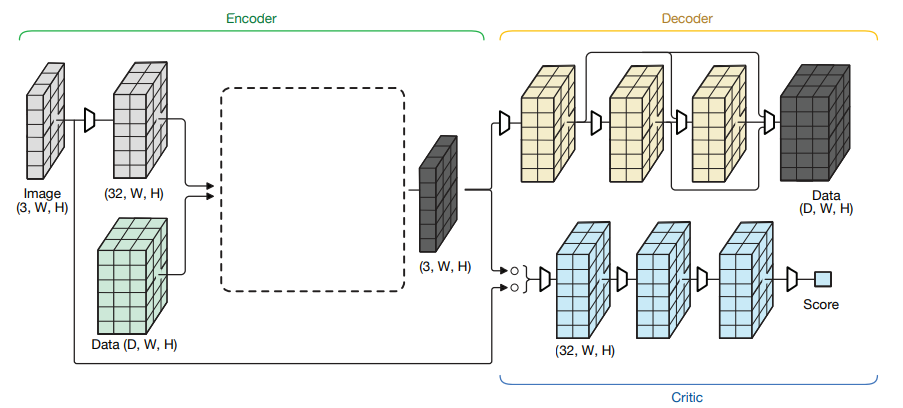 Encoder
Decoder
Image
(3, W, H)
(32, W, H)
Data (D, W, H)
(3, W, H)
Data
(D, W, H)
Score
(32, W, H)
Critic